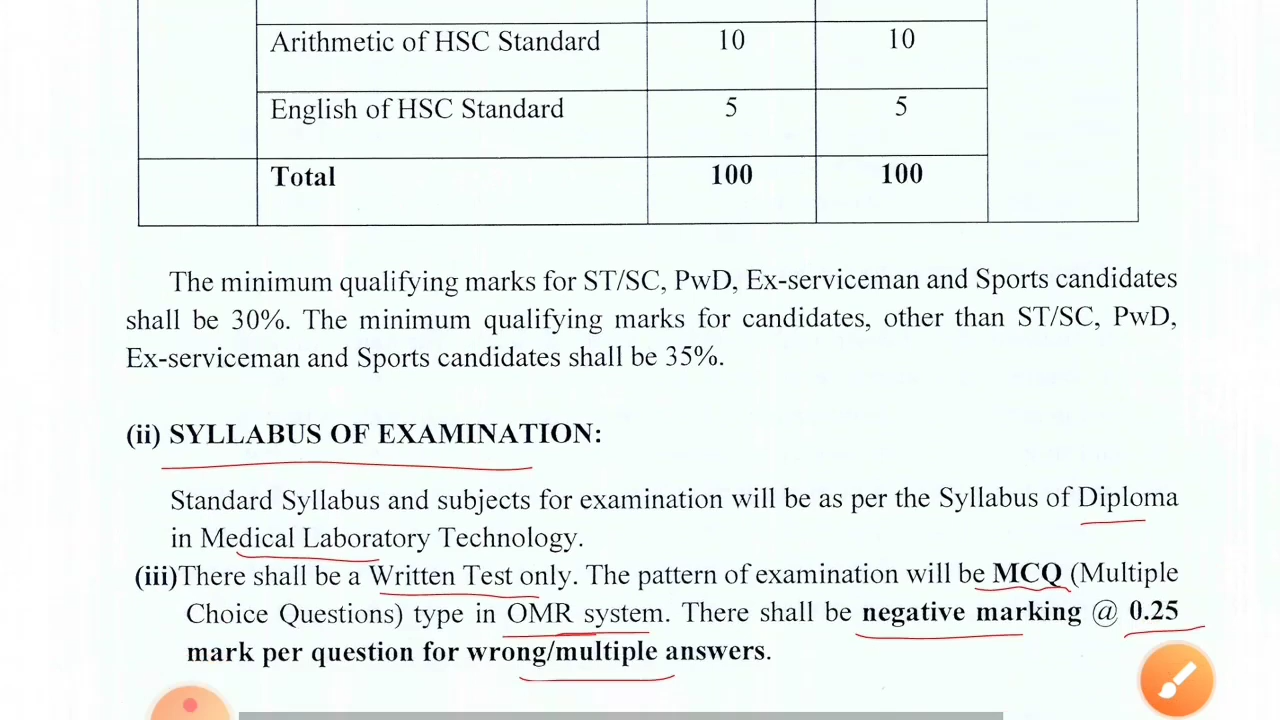 Arithmetic of HSC Standard 10 10
English of HSC Standard 5 5
Total 100 100
The minimum qualifying marks for ST/SC, PwD, Ex-serviceman and Sports candidates
shall be 30%. The minimum qualifying marks for candidates, other than ST/SC, PwD,
Ex-serviceman and Sports candidates shall be 35%.
(ii) SYLLABUS OF EXAMINATION:
Standard Syllabus and subjects for examination will be as per the Syllabus of Diploma
in Medical Laboratory Technology.
(iii)There shall be a Written Test only. The pattern of examination will be MCQ (Multiple
Choice Questions) type in OMR system. There shall be negative marking @ 0.25
mark per question for wrong/multiple answers.